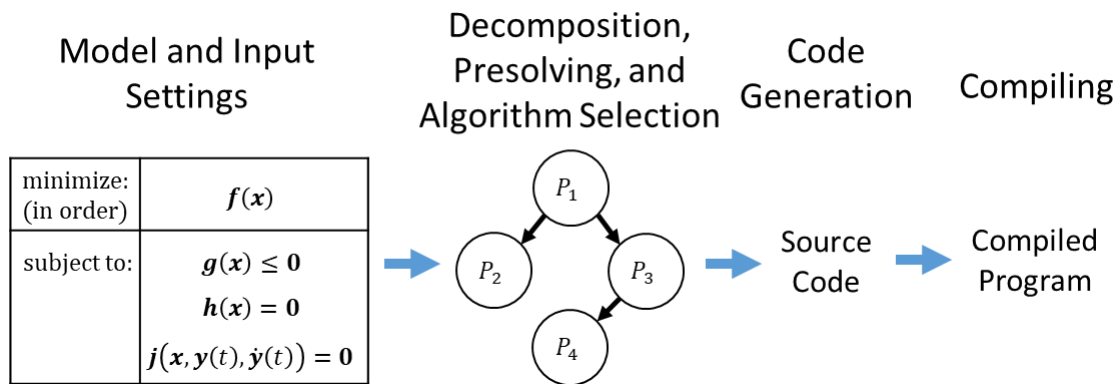 Model and Input
Settings
Decomposition,
Presolving, and
Algorithm Selection
Code
Generation
Compiling
minimize:
(in order)
f(x)
subject to:
g(x) ≤ 0
h(x) = 0
j(x, y(t), ẏ(t)) = 0
P₁
P₂
P₃
P₄
Source
Code
Compiled
Program